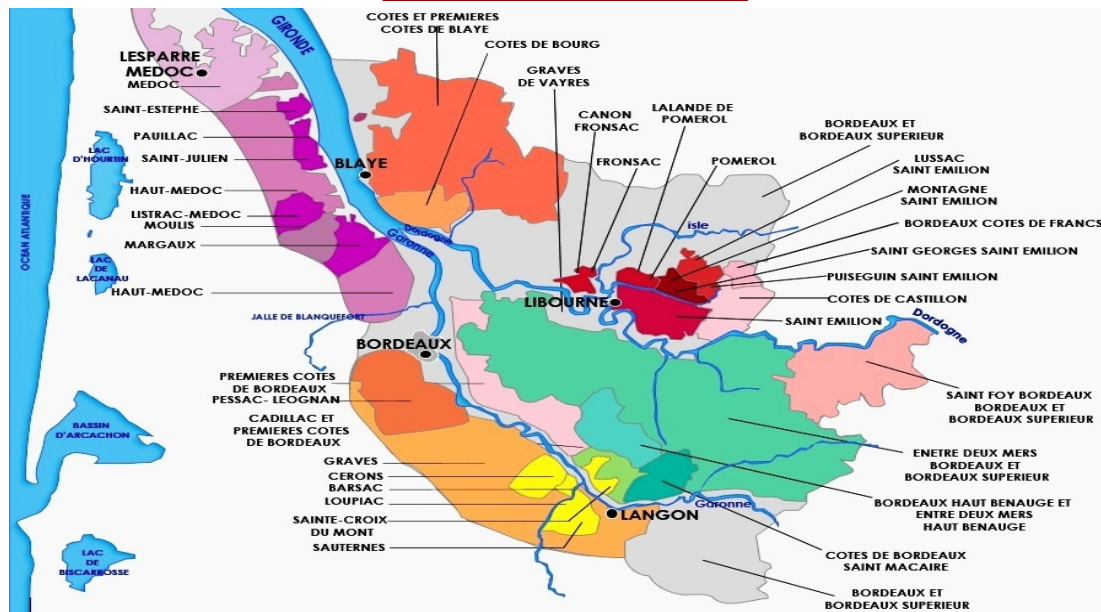 COTES ET PREMIERES
COTES DE BLAYE
COTES DE BOURG
GRAVES
DE VAYRES
CANON
FRONSAC
FRONSAC
LALANDE DE
POMEROL
POMEROL
BORDEAUX ET
BORDEAUX SUPERIEUR
LUSSAC
SAINT EMILION
MONTAGNE
SAINT EMILION
BORDEAUX COTES DE FRANCS
SAINT GEORGES SAINT EMILION
PUISEGUIN SAINT EMILION
COTES DE CASTILLON
SAINT EMILION
GIRONDE
LESPARRE
MEDOC
MEDOC
SAINT-ESTEPHE
PAUILLAC
SAINT-JULIEN
HAUT-MEDOC
LISTRAC-MEDOC
MOULIS
MARGAUX
HAUT-MEDOC
LAC
D'HOURTIN
OCEAN ATLANTIQUE
LAC
DE
LACANAU
BLAYE
Garonne
Dordogne
isle
LIBOURNE
JALLE DE BLANQUEFORT
BORDEAUX
Dordogne
PREMIERES COTES
DE BORDEAUX
PESSAC- LEOGNAN
CADILLAC ET
PREMIERES COTES
DE BORDEAUX
GRAVES
CERONS
BARSAC
LOUPIAC
SAINTE-CROIX
DU MONT
SAUTERNES
BASSIN
D'ARCACHON
LAC
DE
BISCARROSSE
LANGON
Garonne
SAINT FOY BORDEAUX
BORDEAUX ET
BORDEAUX SUPERIEUR
ENETRE DEUX MERS
BORDEAUX ET
BORDEAUX SUPERIEUR
BORDEAUX HAUT BENAUGE ET
ENTRE DEUX MERS
HAUT BENAUGE
COTES DE BORDEAUX
SAINT MACAIRE
BORDEAUX ET
BORDEAUX SUPERIEUR